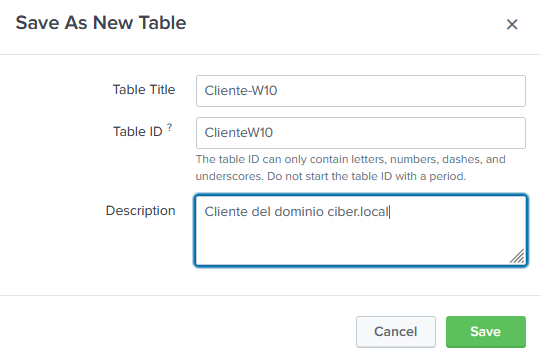 Save As New Table
×
Table Title
Cliente-W10
Table ID ?
ClienteW10
The table ID can only contain letters, numbers, dashes, and
underscores. Do not start the table ID with a period.
Description
Cliente del dominio ciber.local
Cancel
Save